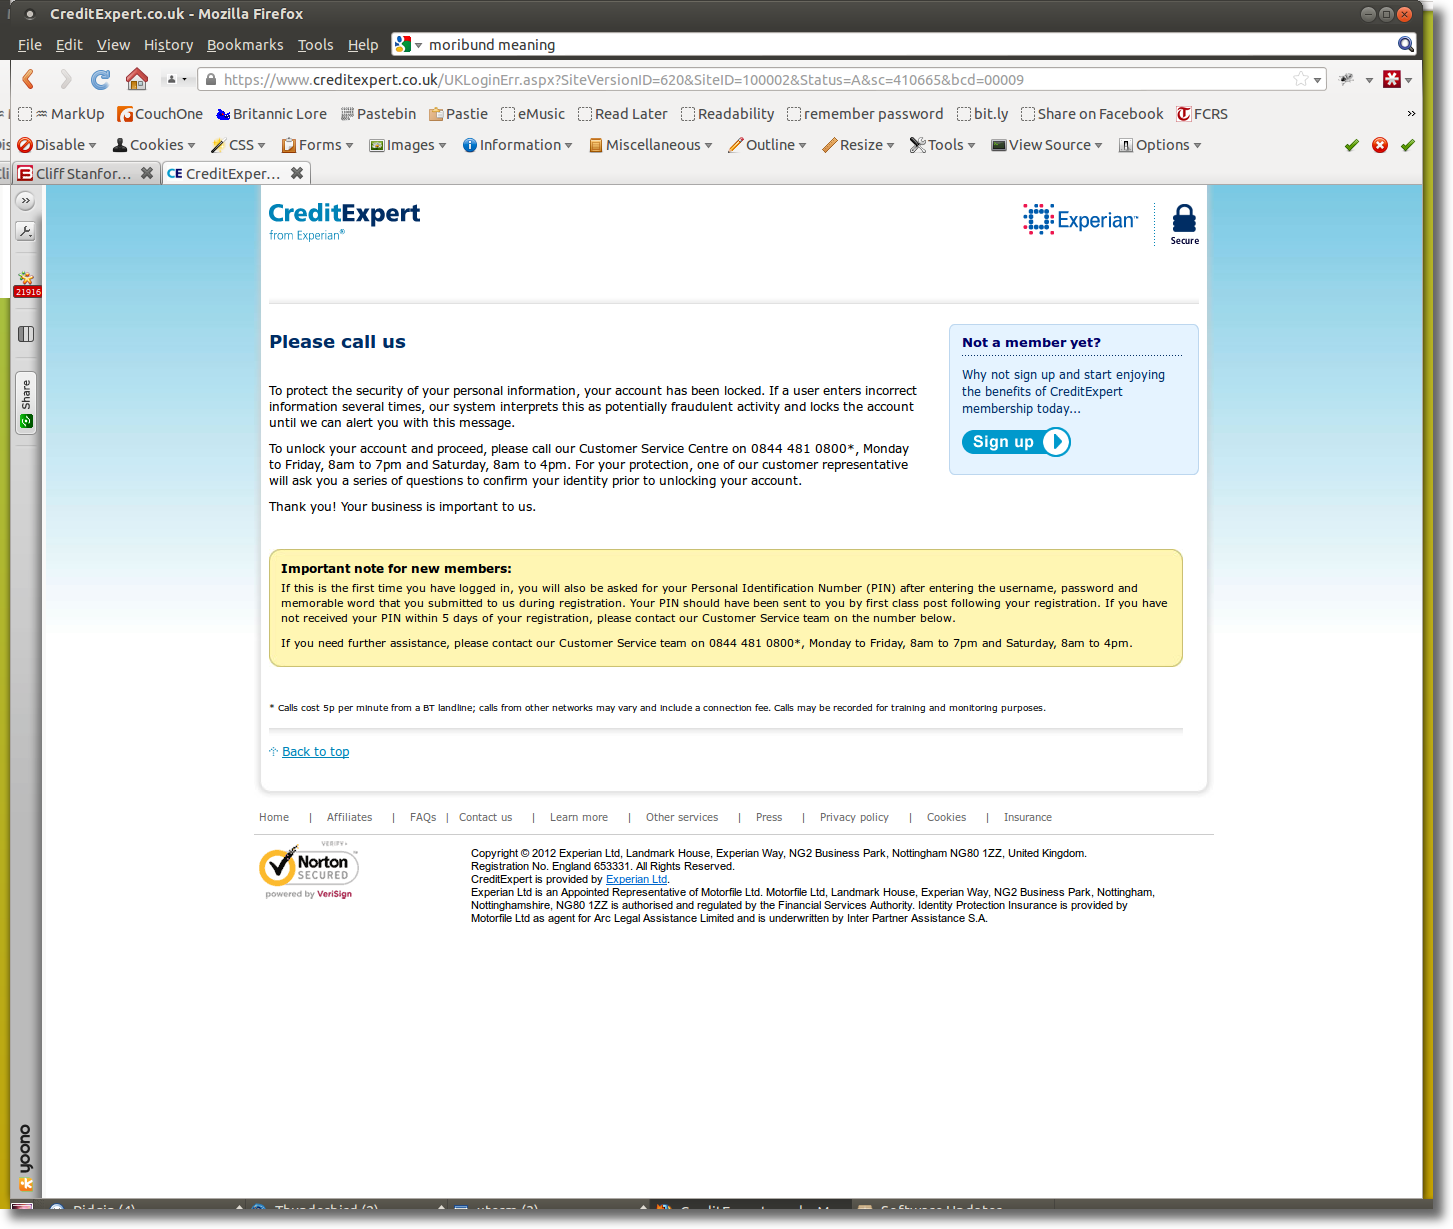 CreditExpert.co.uk - Mozilla Firefox
File Edit View History Bookmarks Tools Help moribund meaning
https://www.creditexpert.co.uk/UKLoginErr.aspx?SiteVersionID=620&SiteID=100002&Status=A&sc=410665&bcd=00009
MarkUp CouchOne Britannic Lore Pastebin Pastie eMusic Read Later Readability remember password bit.ly Share on Facebook FCRS »
Disable Cookies CSS Forms Images Information Miscellaneous Outline Resize Tools View Source Options
Cliff Stanfor... CE CreditExper...
CreditExpert
from Experian®
Experian™
Secure
21916
Share
yoono
Please call us
To protect the security of your personal information, your account has been locked. If a user enters incorrect
information several times, our system interprets this as potentially fraudulent activity and locks the account
until we can alert you with this message.
To unlock your account and proceed, please call our Customer Service Centre on 0844 481 0800*, Monday
to Friday, 8am to 7pm and Saturday, 8am to 4pm. For your protection, one of our customer representative
will ask you a series of questions to confirm your identity prior to unlocking your account.
Thank you! Your business is important to us.
Not a member yet?
Why not sign up and start enjoying
the benefits of CreditExpert
membership today...
Sign up
Important note for new members:
If this is the first time you have logged in, you will also be asked for your Personal Identification Number (PIN) after entering the username, password and
memorable word that you submitted to us during registration. Your PIN should have been sent to you by first class post following your registration. If you have
not received your PIN within 5 days of your registration, please contact our Customer Service team on the number below.
If you need further assistance, please contact our Customer Service team on 0844 481 0800*, Monday to Friday, 8am to 7pm and Saturday, 8am to 4pm.
* Calls cost 5p per minute from a BT landline; calls from other networks may vary and include a connection fee. Calls may be recorded for training and monitoring purposes.
Back to top
Home | Affiliates | FAQs | Contact us | Learn more | Other services | Press | Privacy policy | Cookies | Insurance
VERIFY
Norton™
SECURED
powered by VeriSign
Copyright © 2012 Experian Ltd, Landmark House, Experian Way, NG2 Business Park, Nottingham NG80 1ZZ, United Kingdom.
Registration No. England 653331. All Rights Reserved.
CreditExpert is provided by Experian Ltd.
Experian Ltd is an Appointed Representative of Motorfile Ltd. Motorfile Ltd, Landmark House, Experian Way, NG2 Business Park, Nottingham,
Nottinghamshire, NG80 1ZZ is authorised and regulated by the Financial Services Authority. Identity Protection Insurance is provided by
Motorfile Ltd as agent for Arc Legal Assistance Limited and is underwritten by Inter Partner Assistance S.A.